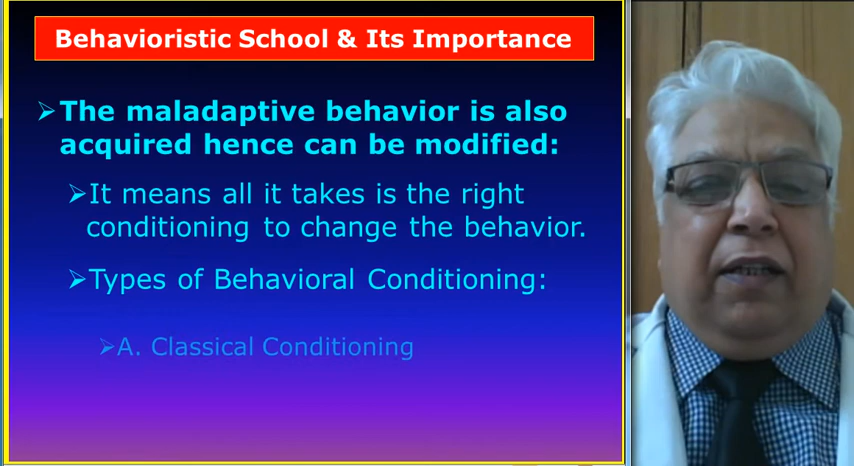 Behavioristic School & Its Importance
The maladaptive behavior is also
acquired hence can be modified:
It means all it takes is the right
conditioning to change the behavior.
Types of Behavioral Conditioning:
A. Classical Conditioning